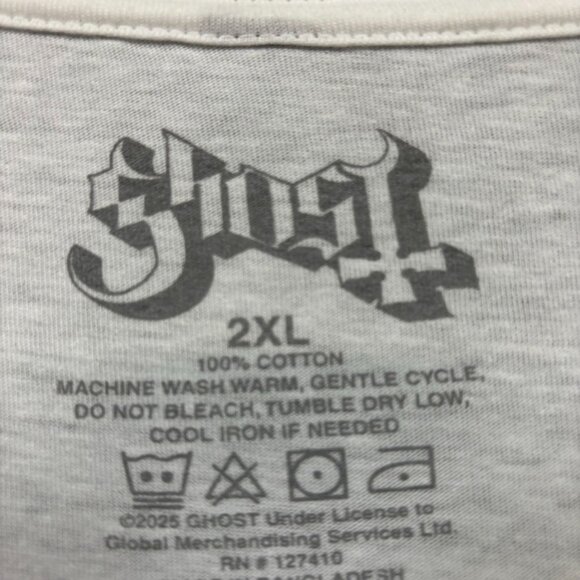 Ghost
2XL
100% COTTON
MACHINE WASH WARM, GENTLE CYCLE,
DO NOT BLEACH, TUMBLE DRY LOW,
COOL IRON IF NEEDED
©2025 GHOST Under License to
Global Merchandising Services Ltd.
RN # 127410
BANGLADESH